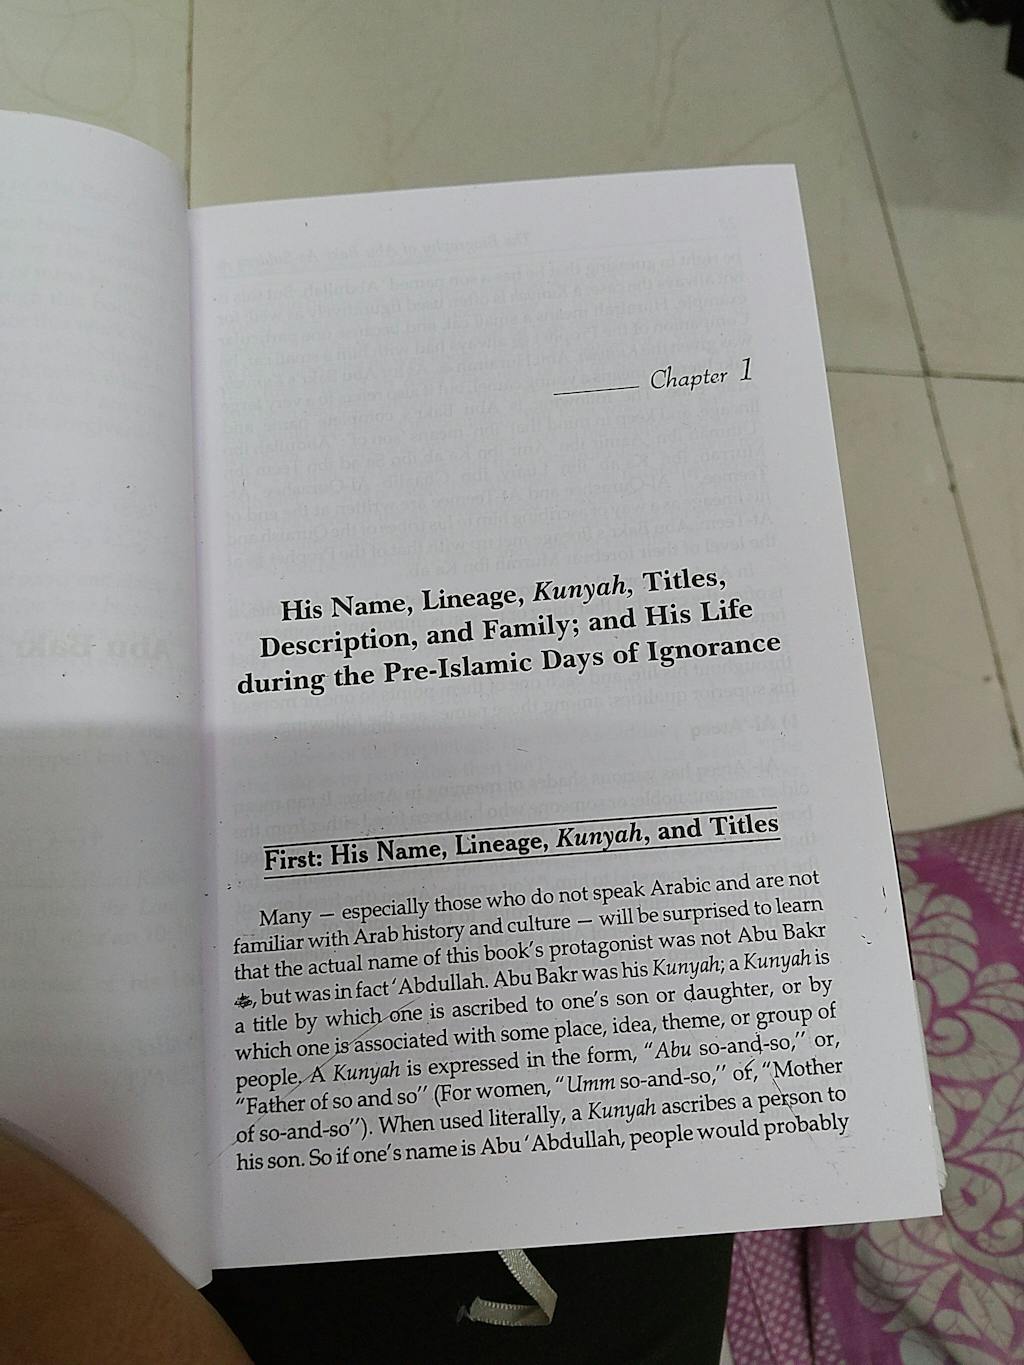 Chapter 1
His Name, Lineage, Kunyah, Titles,
Description, and Family; and His Life
during the Pre-Islamic Days of Ignorance
First: His Name, Lineage, Kunyah, and Titles
Many — especially those who do not speak Arabic and are not
familiar with Arab history and culture — will be surprised to learn
that the actual name of this book's protagonist was not Abu Bakr
, but was in fact 'Abdullah. Abu Bakr was his Kunyah; a Kunyah is
a title by which one is ascribed to one's son or daughter, or by
which one is associated with some place, idea, theme, or group of
people. A Kunyah is expressed in the form, "Abu so-and-so," or,
"Father of so and so" (For women, "Umm so-and-so," or, "Mother
of so-and-so"). When used literally, a Kunyah ascribes a person to
his son. So if one's name is Abu 'Abdullah, people would probably